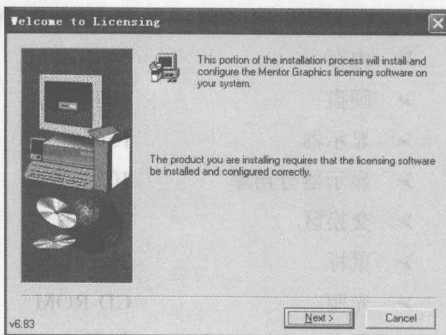 Welcome to Licensing
This portion of the installation process will install and
configure the Mentor Graphics licensing software on
your system.
The product you are installing requires that the licensing software
be installed and configured correctly.
v6.83
Next >
Cancel